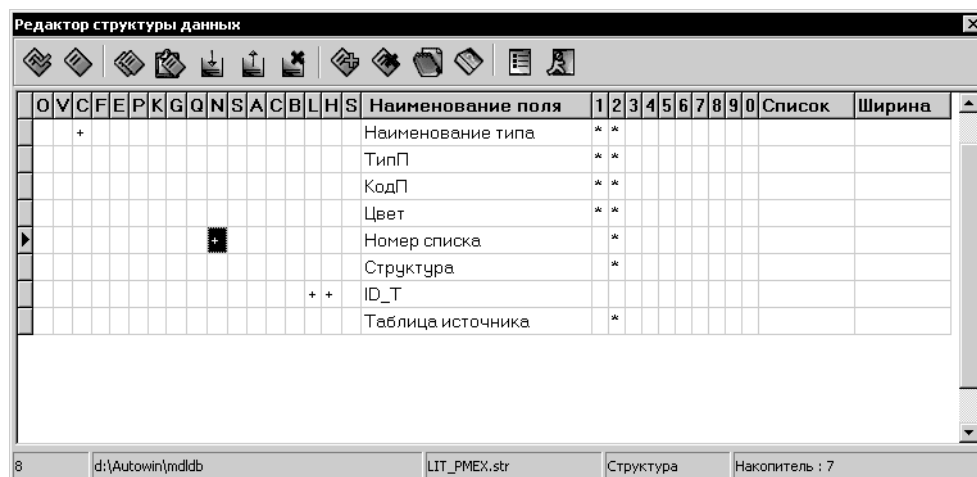 Редактор структуры данных
O V C F E P K G Q N S A C B L H S Наименование поля 1 2 3 4 5 6 7 8 9 0 Список Ширина
+ Наименование типа * *
ТипП * *
КодП * *
Цвет * *
+ Номер списка *
Структура *
+ + ID_T
Таблица источника *
8 d:\Autowin\mdldb LIT_PMEX.str Структура Накопитель : 7